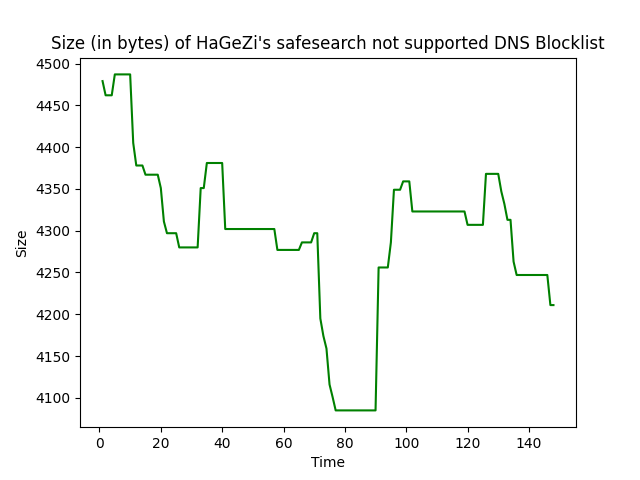 Size (in bytes) of HaGeZi's safesearch not supported DNS Blocklist
4500
4450
4400
4350
4300
4250
4200
4150
4100
Size
0 20 40 60 80 100 120 140
Time